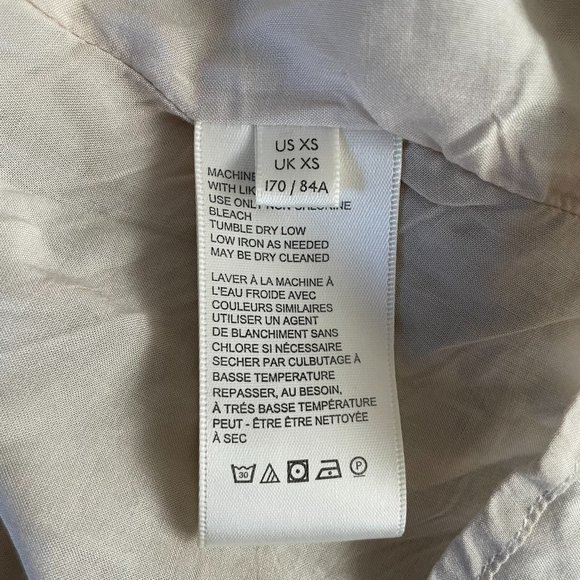 US XS
UK XS
170 / 84A
MACHINE
WITH
USE ONLY NON-CHLORINE
BLEACH
TUMBLE DRY LOW
LOW IRON AS NEEDED
MAY BE DRY CLEANED
LAVER À LA MACHINE À
L'EAU FROIDE AVEC
COULEURS SIMILAIRES
UTILISER UN AGENT
DE BLANCHIMENT SANS
CHLORE SI NÉCESSAIRE
SECHER PAR CULBUTAGE À
BASSE TEMPERATURE
REPASSER, AU BESOIN,
À TRÉS BASSE TEMPÉRATURE
PEUT - ÊTRE ÊTRE NETTOYÉE
À SEC
30
P